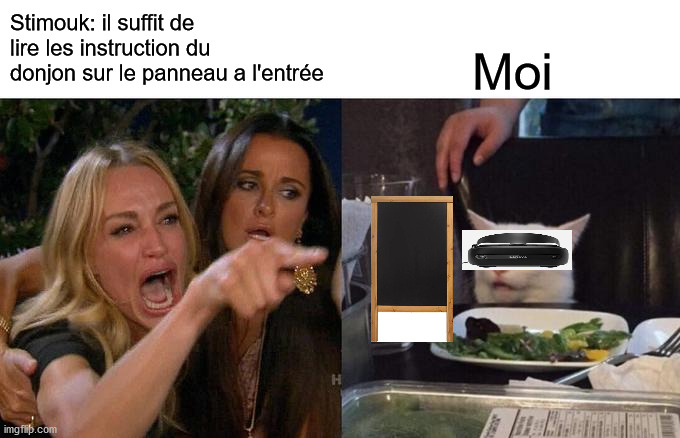 Stimouk: il suffit de
lire les instruction du
donjon sur le panneau a l'entrée
Moi
imgflip.com